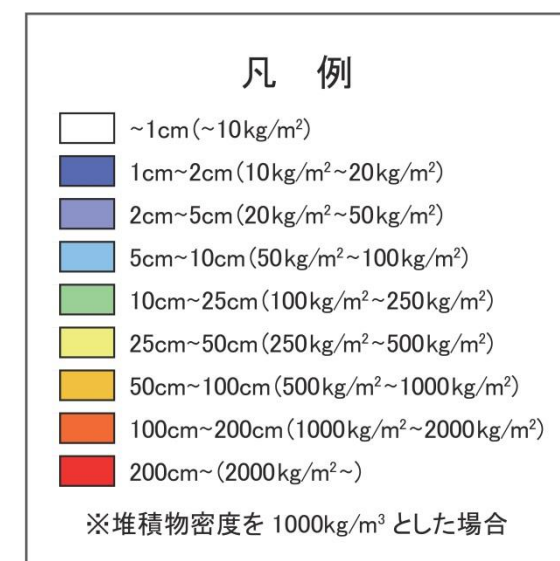 凡 例
~1cm(~10kg/m²)
1cm~2cm(10kg/m²~20kg/m²)
2cm~5cm(20kg/m²~50kg/m²)
5cm~10cm(50kg/m²~100kg/m²)
10cm~25cm(100kg/m²~250kg/m²)
25cm~50cm(250kg/m²~500kg/m²)
50cm~100cm(500kg/m²~1000kg/m²)
100cm~200cm(1000kg/m²~2000kg/m²)
200cm~(2000kg/m²~)
※堆積物密度を 1000kg/m³ とした場合